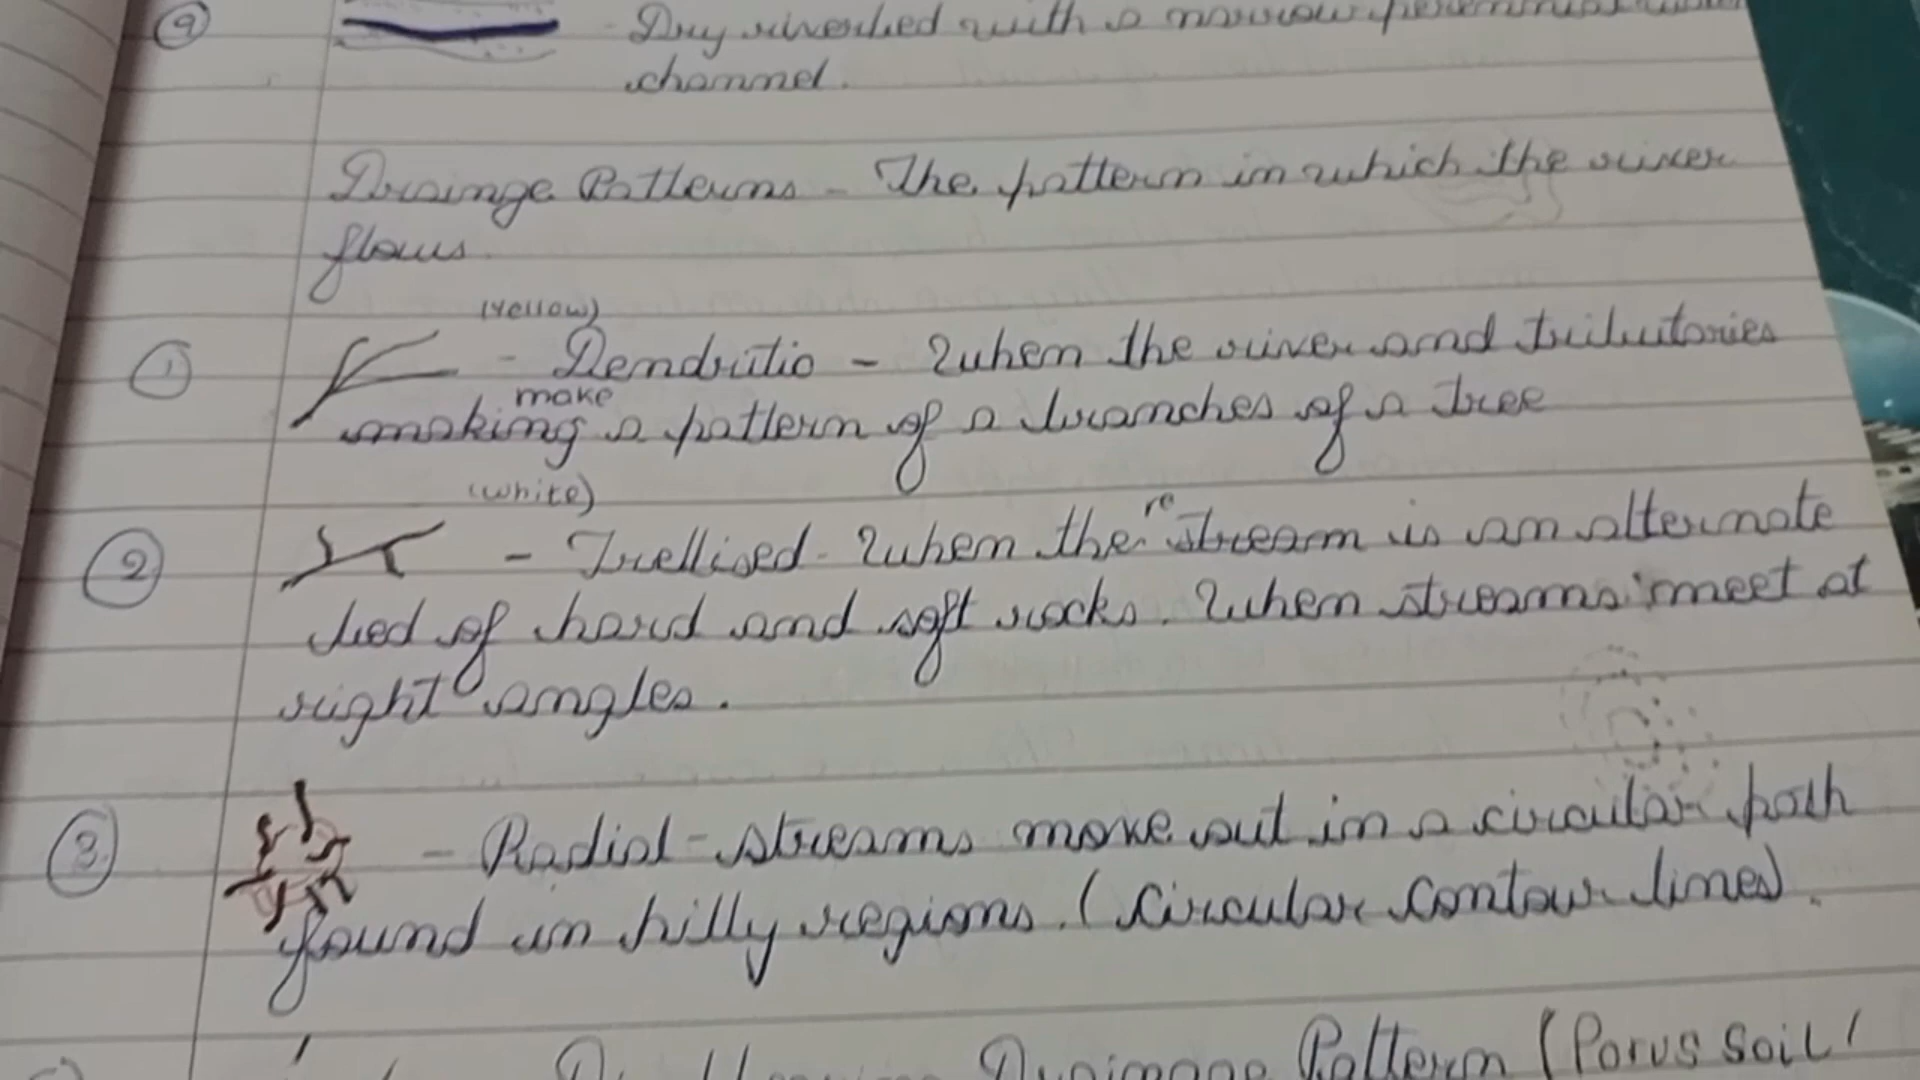 9 - Dry riverbed with a narrow perennial
channel.
Drainge Patterns - The pattern in which the river
flows
(Yellow)
1 - Dendritic - When the river and tributaries
make
making a pattern of a branches of a tree
(white)
re
2 - Trellised - When the stream is an alternate
bed of hard and soft rocks. When streams meet at
right angles.
3. - Radial - streams move out in a circular path
found in hilly regions. (Circular contour lines).
Drainage Pattern (Porus soil